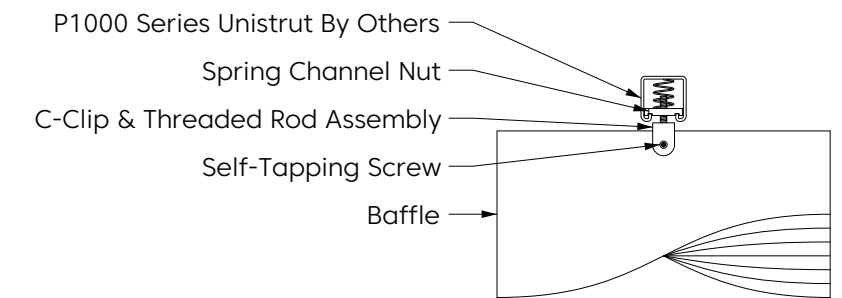 P1000 Series Unistrut By Others
Spring Channel Nut
C-Clip & Threaded Rod Assembly
Self-Tapping Screw
Baffle